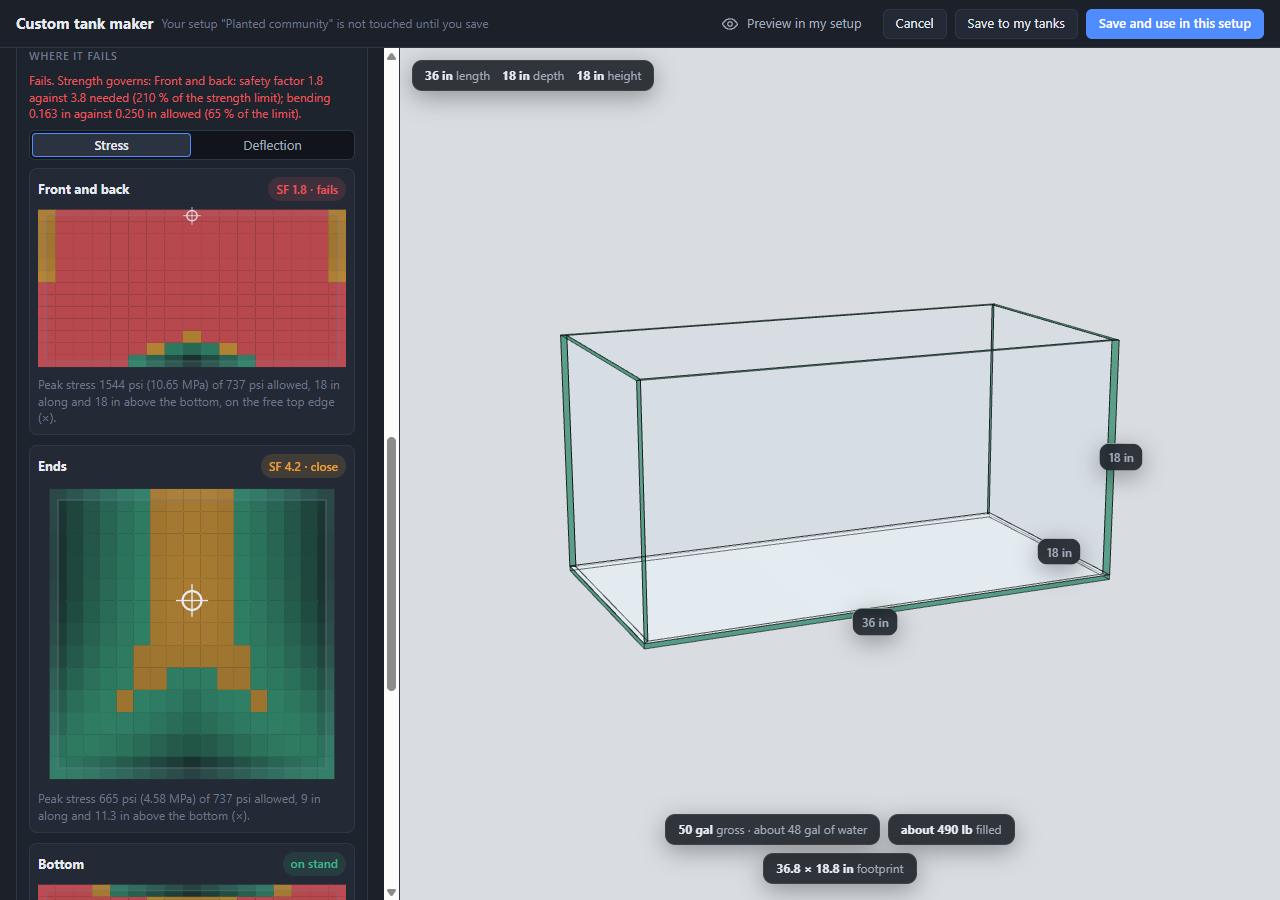 Custom tank maker
Your setup "Planted community" is not touched until you save
Preview in my setup
Cancel
Save to my tanks
Save and use in this setup
WHERE IT FAILS
Fails. Strength governs: Front and back: safety factor 1.8
against 3.8 needed (210 % of the strength limit); bending
0.163 in against 0.250 in allowed (65 % of the limit).
Stress
Deflection
Front and back
SF 1.8 · fails
Peak stress 1544 psi (10.65 MPa) of 737 psi allowed, 18 in
along and 18 in above the bottom, on the free top edge
(×).
Ends
SF 4.2 · close
Peak stress 665 psi (4.58 MPa) of 737 psi allowed, 9 in
along and 11.3 in above the bottom (×).
Bottom
on stand
36 in length 18 in depth 18 in height
18 in
18 in
36 in
50 gal gross · about 48 gal of water
about 490 lb filled
36.8 × 18.8 in footprint